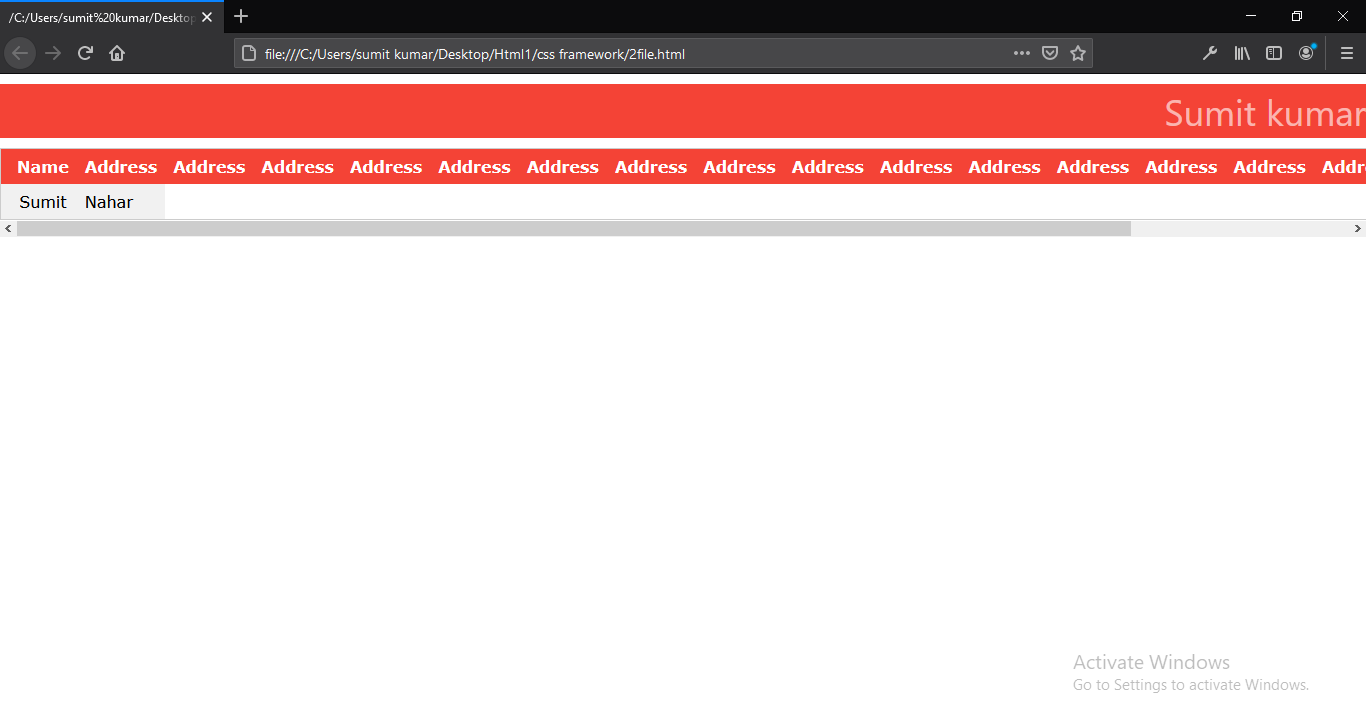 /C:/Users/sumit%20kumar/Desktop
file:///C:/Users/sumit kumar/Desktop/Html1/css framework/2file.html
Sumit kumar
Name Address Address Address Address Address Address Address Address Address Address Address Address Address Address Addr
Sumit Nahar
Activate Windows
Go to Settings to activate Windows.